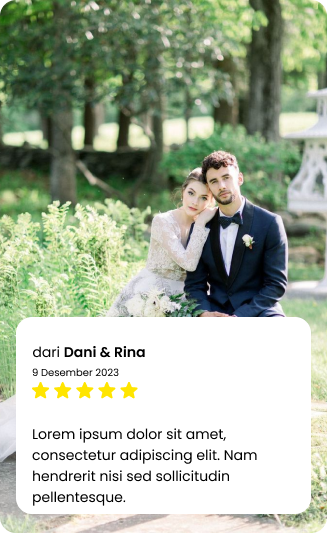 dari Dani & Rina
9 Desember 2023
Lorem ipsum dolor sit amet,
consectetur adipiscing elit. Nam
hendrerit nisi sed sollicitudin
pellentesque.